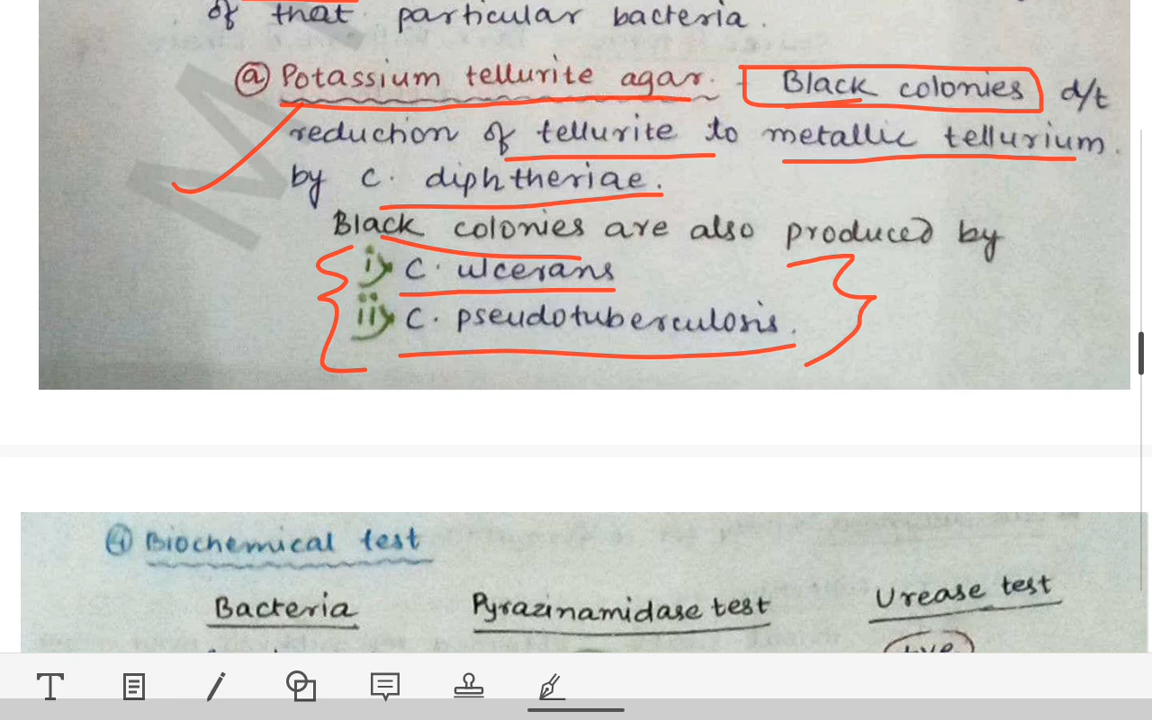 of that particular bacteria.
ⓐ Potassium tellurite agar. - Black colonies d/t
reduction of tellurite to metallic tellurium.
by C. diphtheriae.
Black colonies are also produced by
i> C. ulcerans
ii> C. pseudotuberculosis.
④ Biochemical test
Bacteria Pyrazinamidase test Urease test